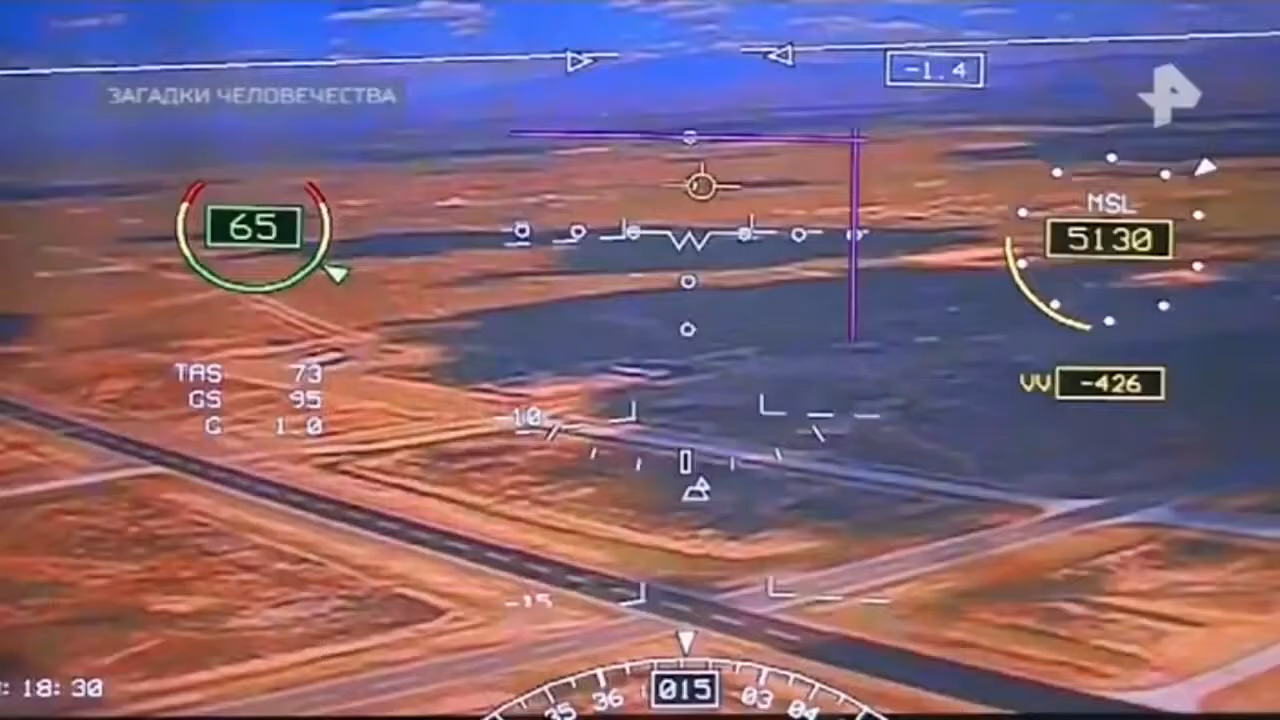 -1.4
ЗАГАДКИ ЧЕЛОВЕЧЕСТВА
65
MSL
5130
TAS 73
GS 95
G 1.0
VV -426
-10
-15
: 18: 30
35 36 015 03 04